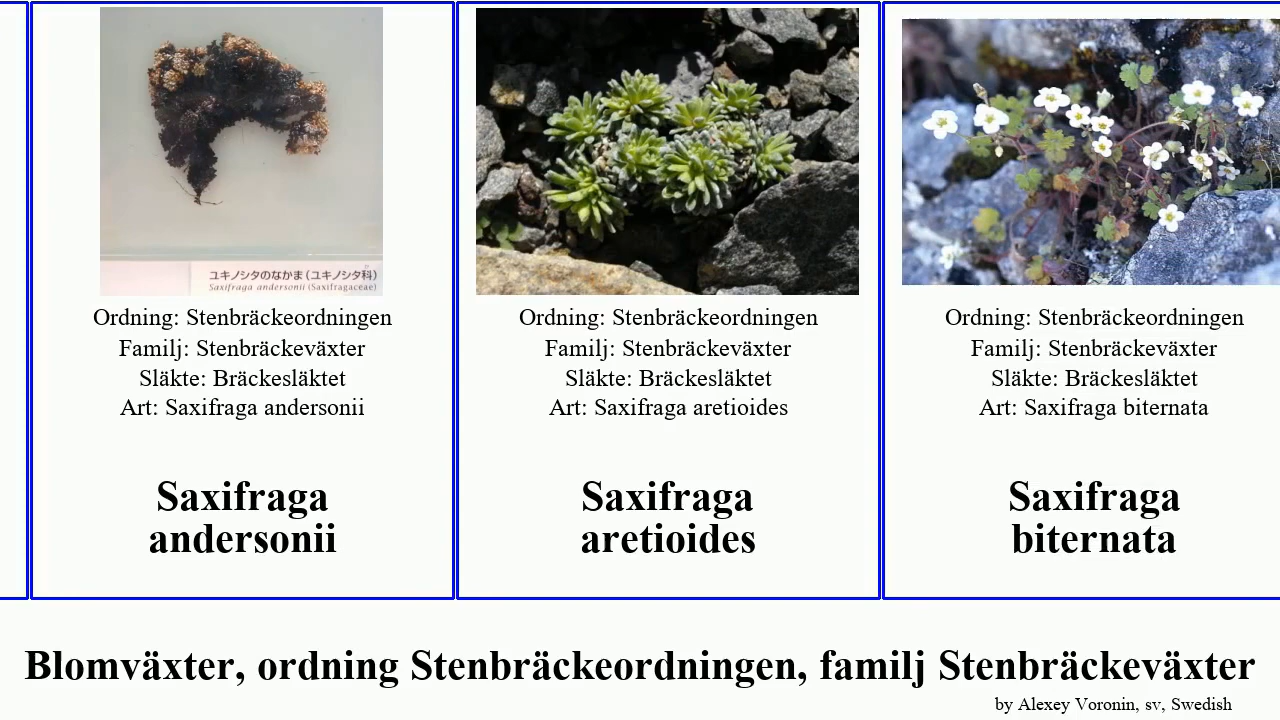 ユキノシタのなかま(ユキノシタ科)
Saxifraga andersonii (Saxifragaceae)
Ordning: Stenbräckeordningen
Familj: Stenbräckeväxter
Släkte: Bräckesläktet
Art: Saxifraga andersonii
Saxifraga
andersonii
Ordning: Stenbräckeordningen
Familj: Stenbräckeväxter
Släkte: Bräckesläktet
Art: Saxifraga aretioides
Saxifraga
aretioides
Ordning: Stenbräckeordningen
Familj: Stenbräckeväxter
Släkte: Bräckesläktet
Art: Saxifraga biternata
Saxifraga
biternata
Blomväxter, ordning Stenbräckeordningen, familj Stenbräckeväxter
by Alexey Voronin, sv, Swedish